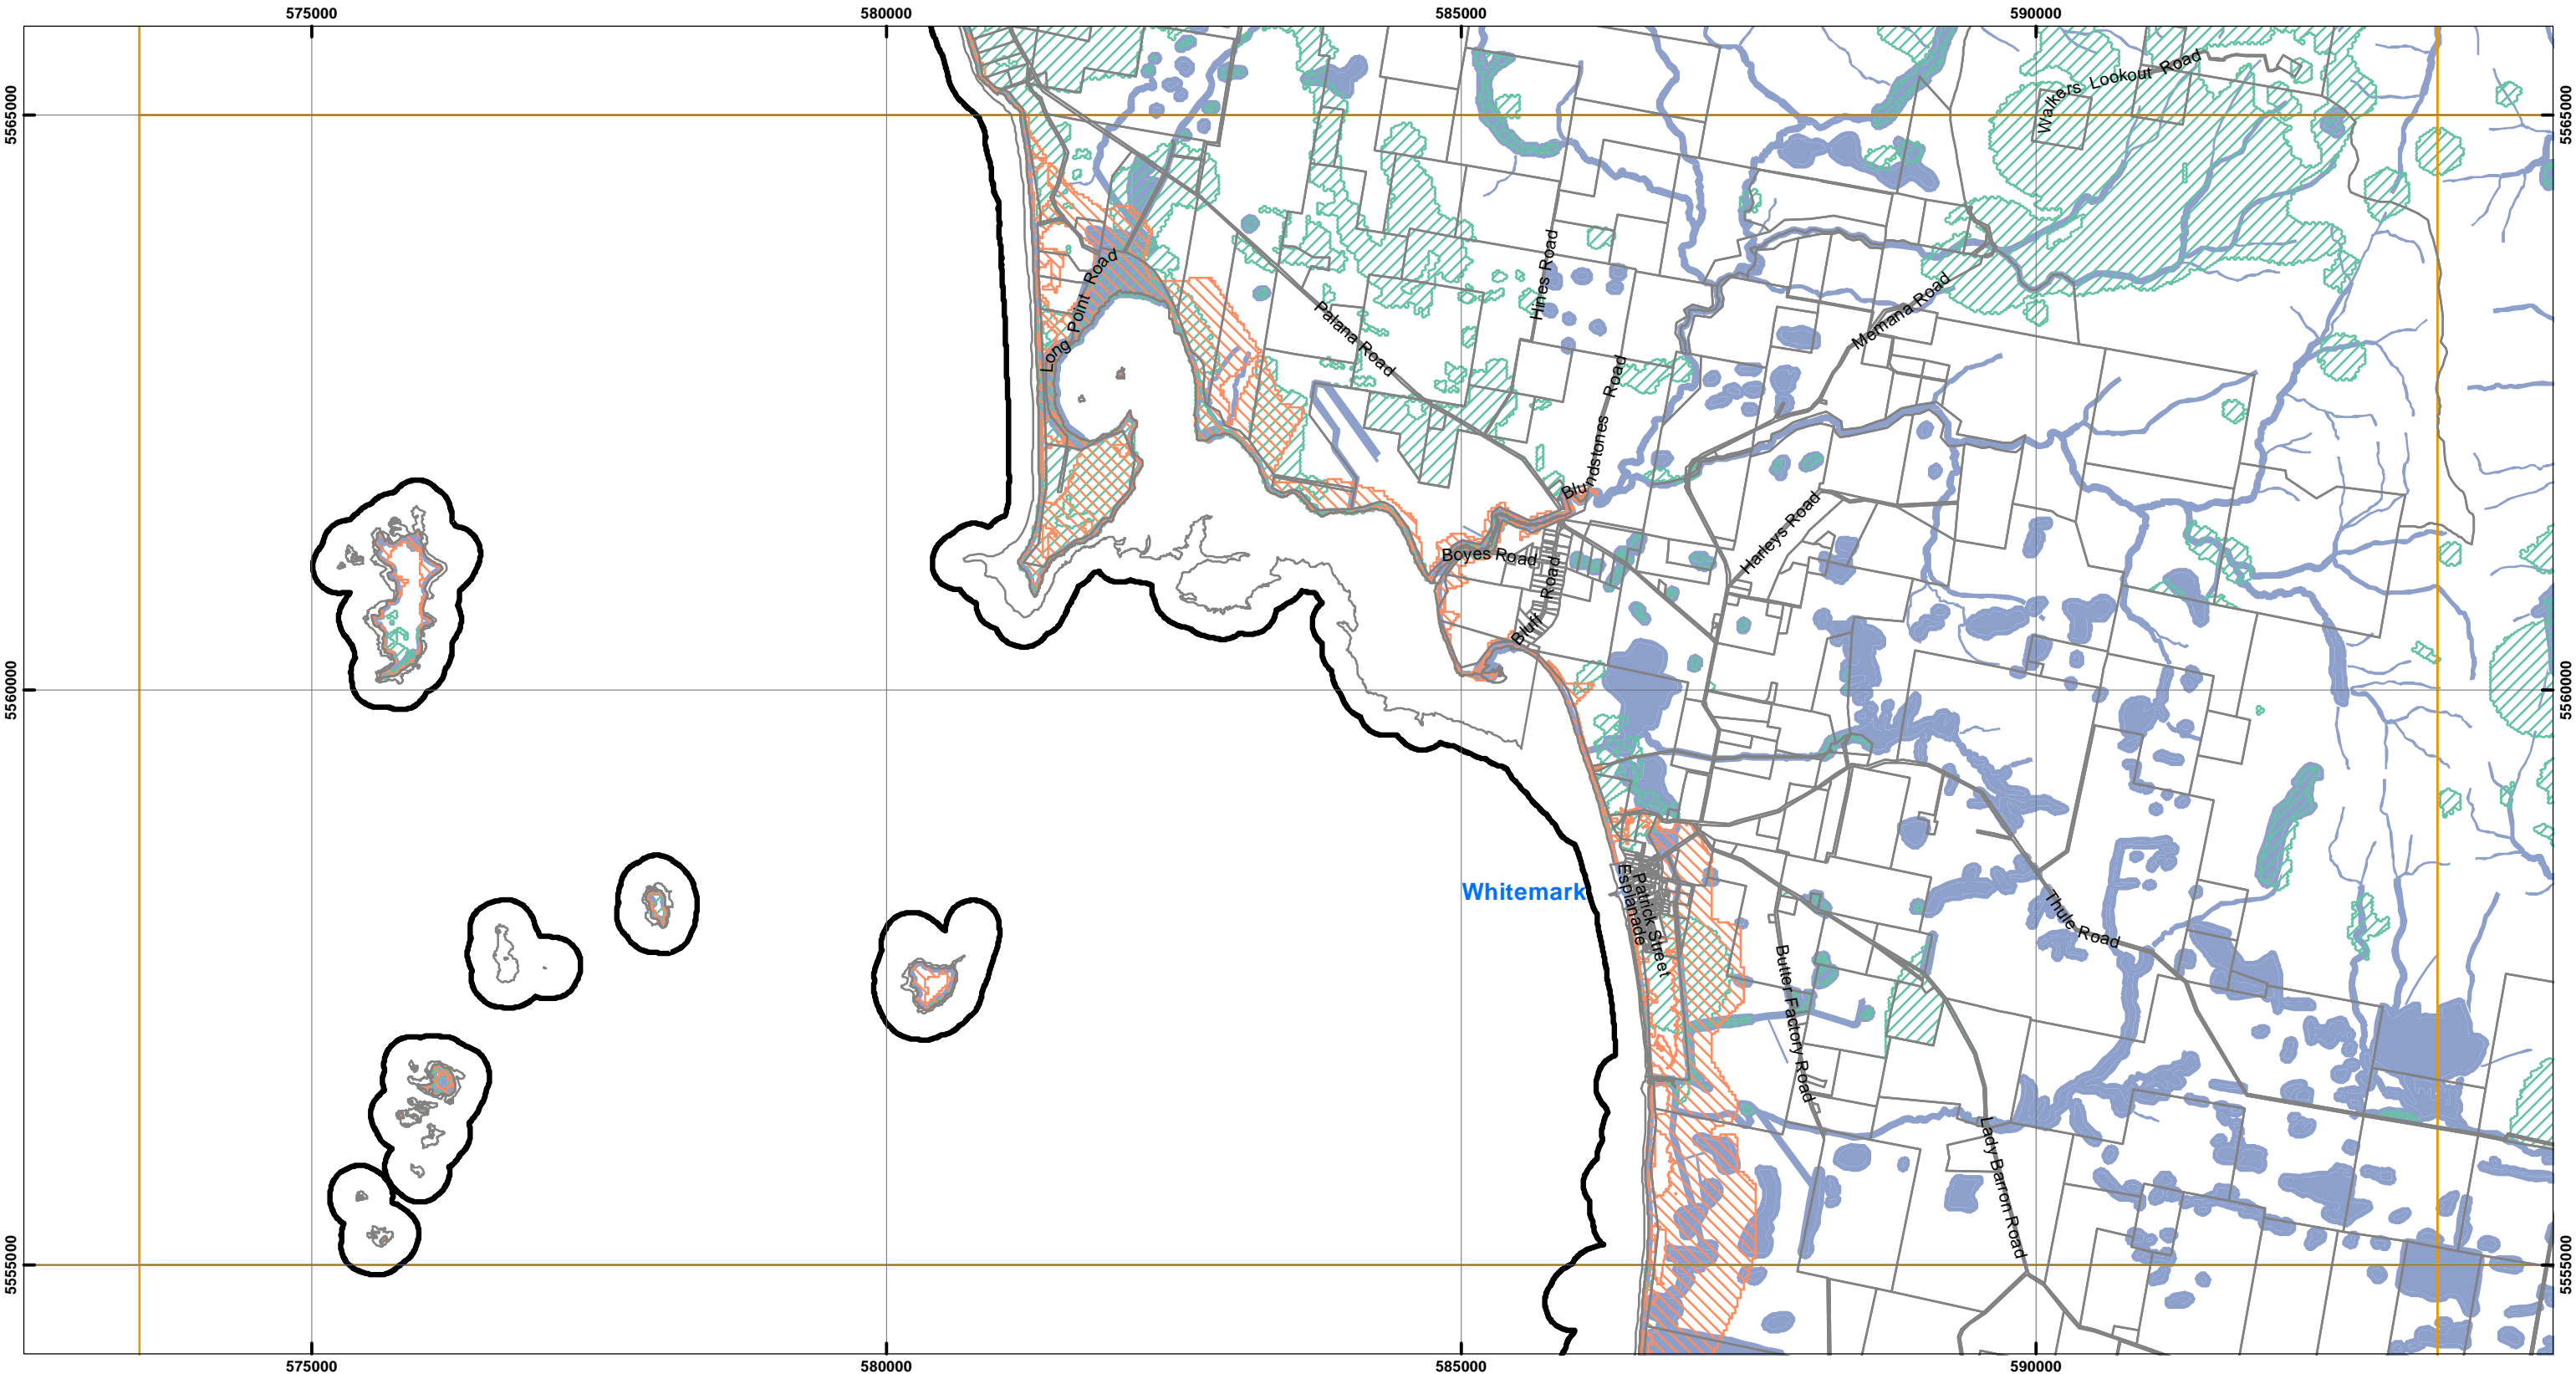 575000
580000
585000
590000
5565000
5565000
Walkers Lookout Road
Long Point Road
Palana Road
Hines Road
Memana Road
Blundstones Road
Harleys Road
Boyes Road
Bluff Road
5560000
5560000
Whitemark
Esplanade
Patrick Street
Butter Factory Road
Thule Road
Lady Barron Road
5555000
5555000
575000
580000
585000
590000